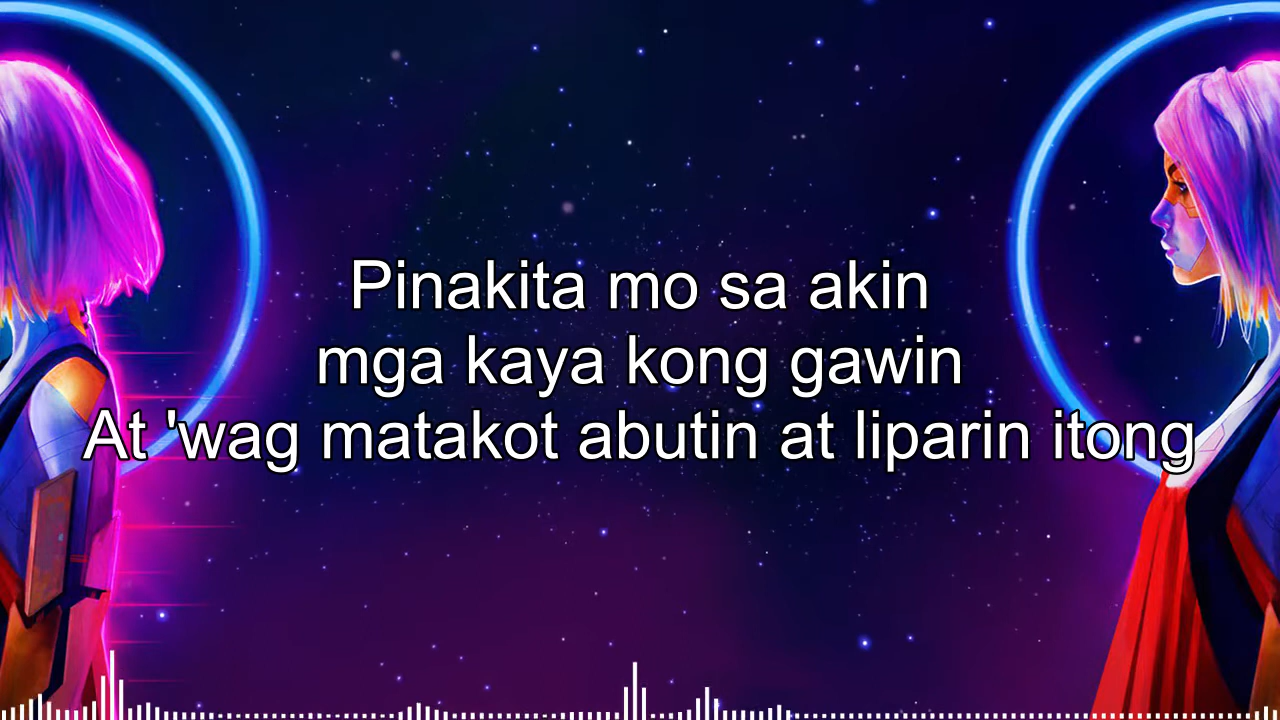 Pinakita mo sa akin
mga kaya kong gawin
At 'wag matakot abutin at liparin itong